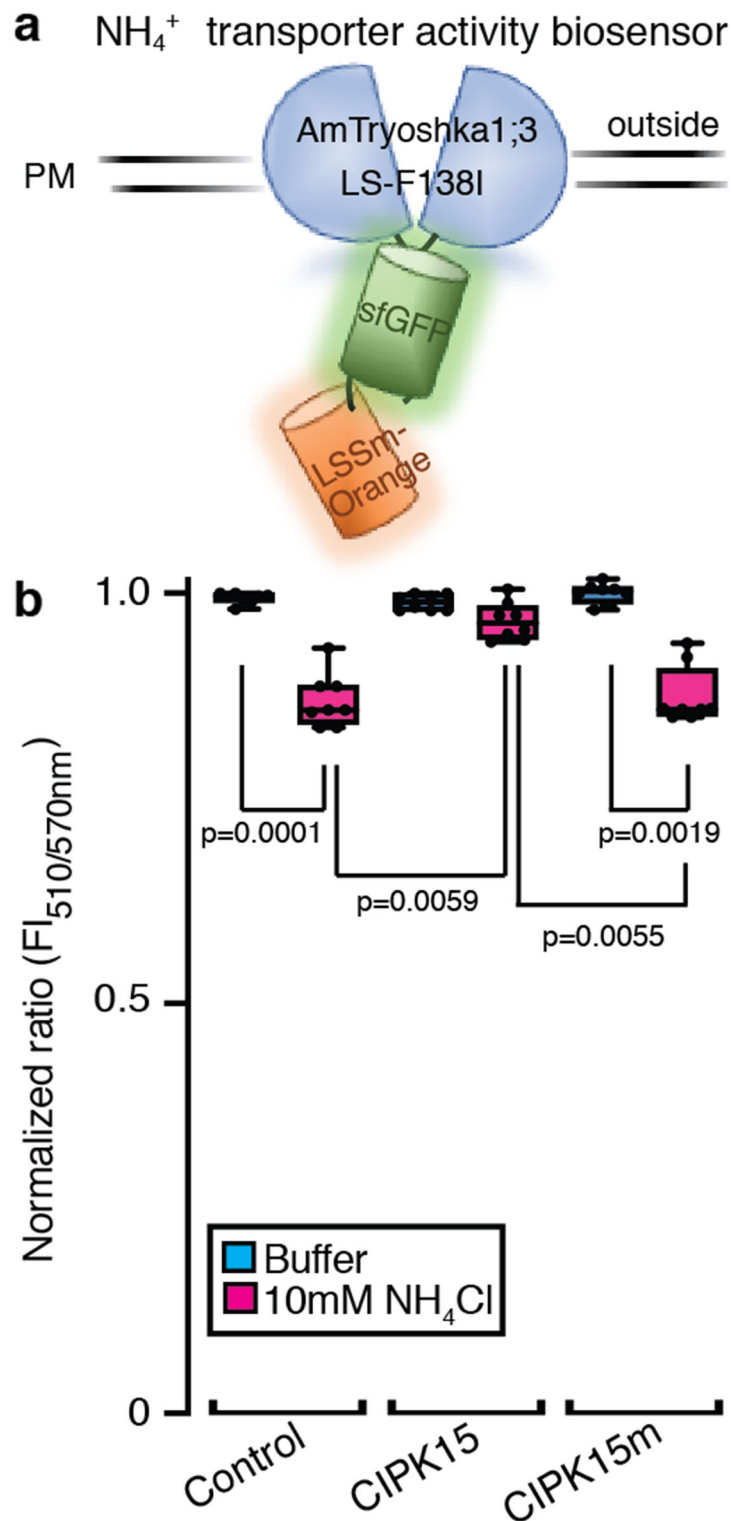 a NH₄⁺ transporter activity biosensor
AmTryoshka1;3
outside
PM
LS-F138I
sfGFP
LSSm-
Orange
b
1.0
p=0.0001
p=0.0019
p=0.0059
p=0.0055
0.5
Normalized ratio (FI510/570nm)
Buffer
10mM NH₄Cl
0
Control
CIPK15
CIPK15m